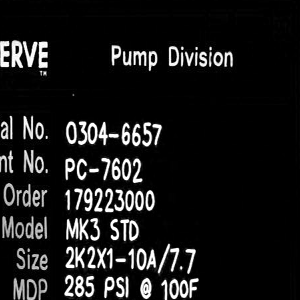 ERVE
TM
Pump Division
al No. 0304-6657
nt No. PC-7602
Order 179223000
Model MK3 STD
Size 2K2X1-10A/7.7
MDP 285 PSI @ 100F